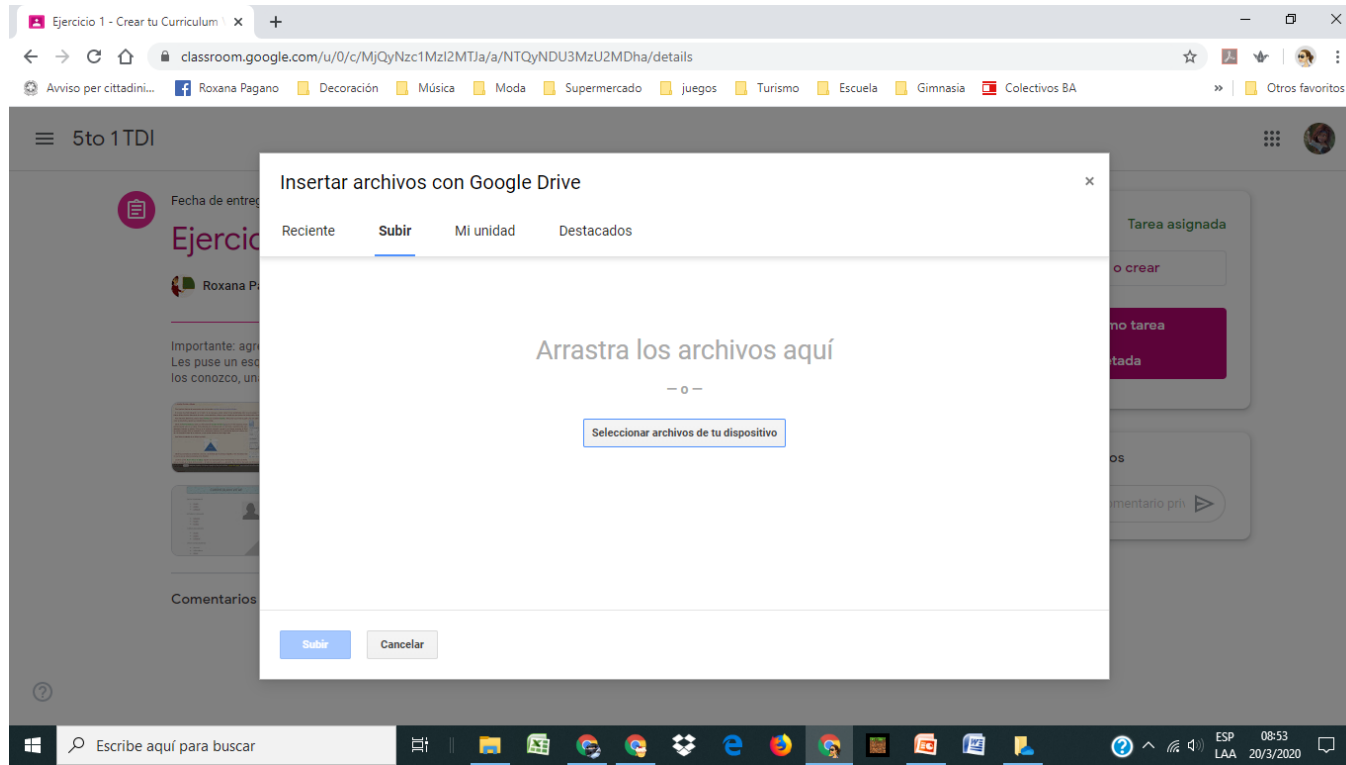 Ejercicio 1 - Crear tu Curriculum
classroom.google.com/u/0/c/MjQyNzc1MzI2MTJa/a/NTQyNDU3MzU2MDha/details
Avviso per cittadini... Roxana Pagano Decoración Música Moda Supermercado juegos Turismo Escuela Gimnasia Colectivos BA » Otros favoritos
5to 1 TDI
Insertar archivos con Google Drive
Fecha de entreg
Reciente Subir Mi unidad Destacados
Tarea asignada
Ejercic
o crear
Roxana Pa
mo tarea
Importante: agre
Les puse un esq
los conozco, un
Arrastra los archivos aquí
tada
— o —
Seleccionar archivos de tu dispositivo
os
mentario priv
Comentarios
Subir Cancelar
Escribe aquí para buscar
ESP 08:53
LAA 20/3/2020